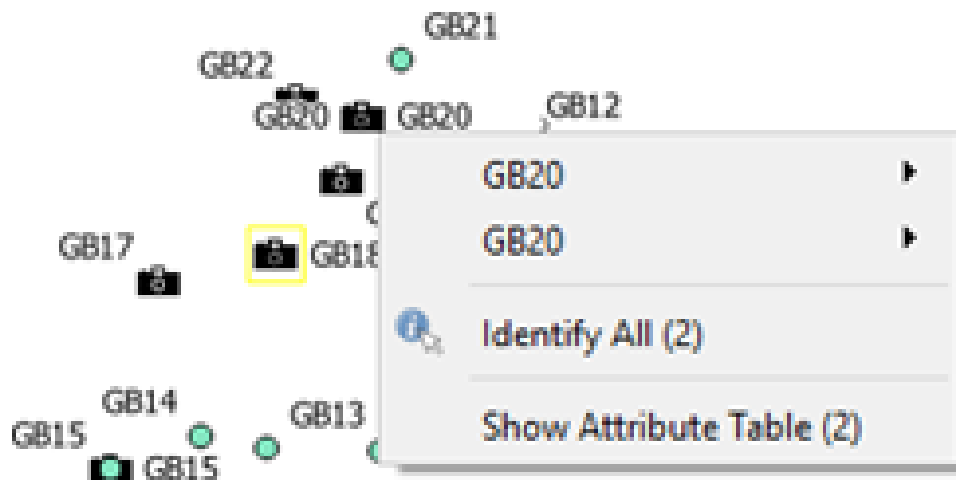 GB21
GB22
GB20 GB20
GB12
GB20
GB20
GB17
GB18
Identify All (2)
GB14
GB13
GB15
Show Attribute Table (2)
GB15